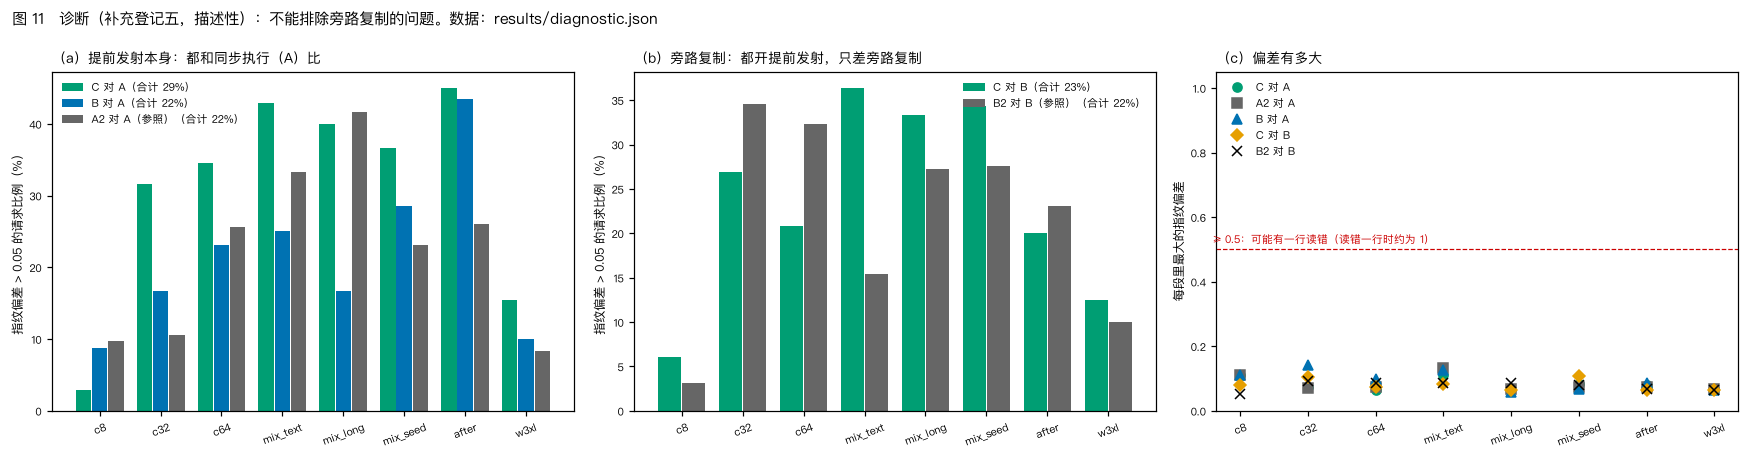 图 11　诊断（补充登记五，描述性）：不能排除旁路复制的问题。数据：results/diagnostic.json
（a）提前发射本身：都和同步执行（A）比
C 对 A（合计 29%）
B 对 A（合计 22%）
A2 对 A（参照）（合计 22%）
指纹偏差 > 0.05 的请求比例（%）
40
30
20
10
0
c8
c32
c64
mix_text
mix_long
mix_seed
after
w3xl
（b）旁路复制：都开提前发射，只差旁路复制
C 对 B（合计 23%）
B2 对 B（参照）（合计 22%）
指纹偏差 > 0.05 的请求比例（%）
35
30
25
20
15
10
5
0
c8
c32
c64
mix_text
mix_long
mix_seed
after
w3xl
（c）偏差有多大
C 对 A
A2 对 A
B 对 A
C 对 B
B2 对 B
每段里最大的指纹偏差
≥ 0.5：可能有一行读错（读错一行时约为 1）
1.0
0.8
0.6
0.4
0.2
0.0
c8
c32
c64
mix_text
mix_long
mix_seed
after
w3xl